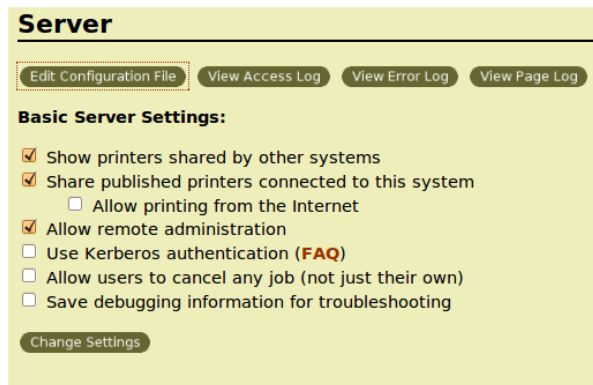 Server
Edit Configuration File View Access Log View Error Log View Page Log
Basic Server Settings:
Show printers shared by other systems
Share published printers connected to this system
Allow printing from the Internet
Allow remote administration
Use Kerberos authentication (FAQ)
Allow users to cancel any job (not just their own)
Save debugging information for troubleshooting
Change Settings